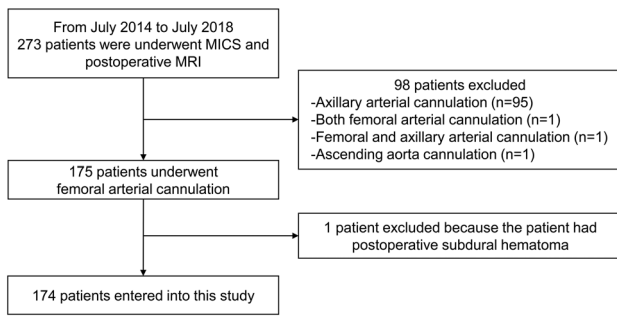 From July 2014 to July 2018
273 patients were underwent MICS and
postoperative MRI
98 patients excluded
-Axillary arterial cannulation (n=95)
-Both femoral arterial cannulation (n=1)
-Femoral and axillary arterial cannulation (n=1)
-Ascending aorta cannulation (n=1)
175 patients underwent
femoral arterial cannulation
1 patient excluded because the patient had
postoperative subdural hematoma
174 patients entered into this study